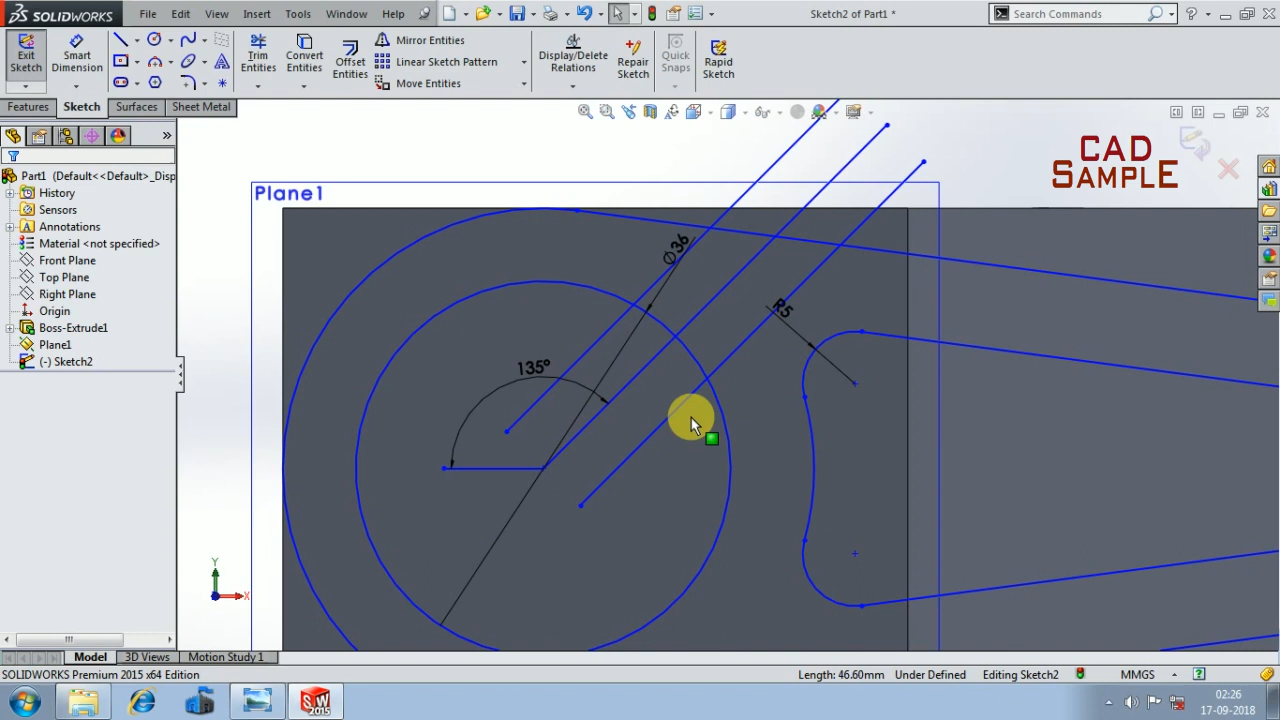 SOLIDWORKS File Edit View Insert Tools Window Help Sketch2 of Part1 * Search Commands ?
Exit Sketch
Smart Dimension
Trim Entities
Convert Entities
Offset Entities
Mirror Entities
Linear Sketch Pattern
Move Entities
Display/Delete Relations
Repair Sketch
Quick Snaps
Rapid Sketch
Features Sketch Surfaces Sheet Metal
CAD
SAMPLE
Part1 (Default<<Default>_Disp
History
Sensors
Annotations
Material <not specified>
Front Plane
Top Plane
Right Plane
Origin
Boss-Extrude1
Plane1
(-) Sketch2
Plane1
Ø36
R5
135°
Y
X
Model 3D Views Motion Study 1
SOLIDWORKS Premium 2015 x64 Edition Length: 46.60mm Under Defined Editing Sketch2 MMGS ?
SW
2015
02:26
17-09-2018